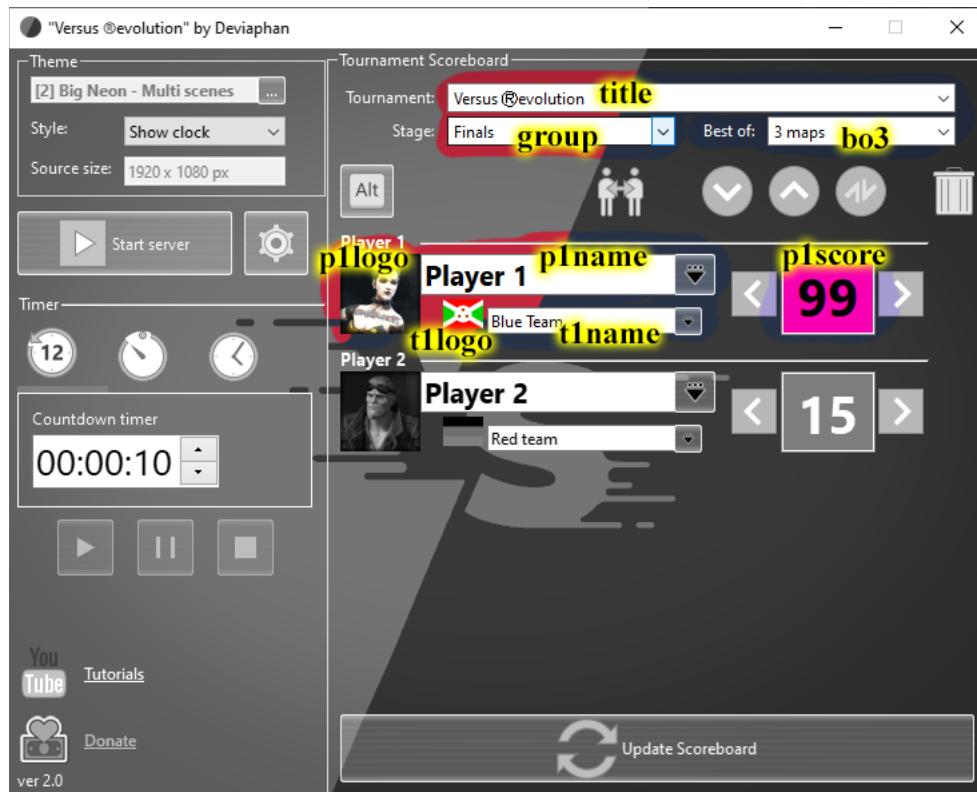 "Versus ®evolution" by Deviaphan
Theme
[2] Big Neon - Multi scenes ...
Style: Show clock
Source size: 1920 x 1080 px
Start server
Timer
12
Countdown timer
00:00:10
You
Tube
Tutorials
Donate
ver 2.0
Tournament Scoreboard
Tournament: Versus ®evolution title
Stage: Finals group Best of: 3 maps bo3
Alt
Player 1
p1logo Player 1 p1name p1score
99
t1logo Blue Team t1name
Player 2
Player 2
15
Red team
Update Scoreboard